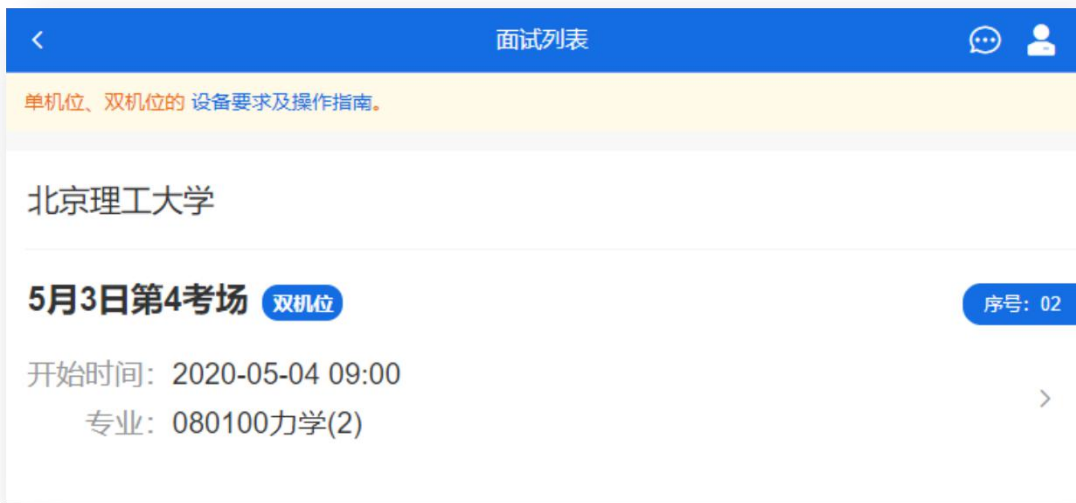 面试列表
单机位、双机位的 设备要求及操作指南。
北京理工大学
5月3日第4考场 双机位 序号：02
开始时间：2020-05-04 09:00
专业：080100力学(2)